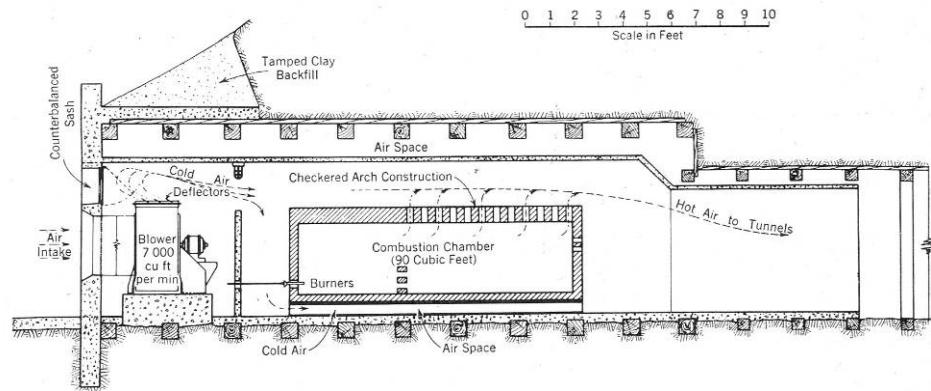 0 1 2 3 4 5 6 7 8 9 10
Scale in Feet
Tamped Clay
Backfill
Counterbalanced
Sash
Air Space
Cold Air
Deflectors
Checkered Arch Construction
Hot Air to Tunnels
Air
Intake
Blower
7 000
cu ft
per min
Combustion Chamber
(90 Cubic Feet)
Burners
Cold Air
Air Space